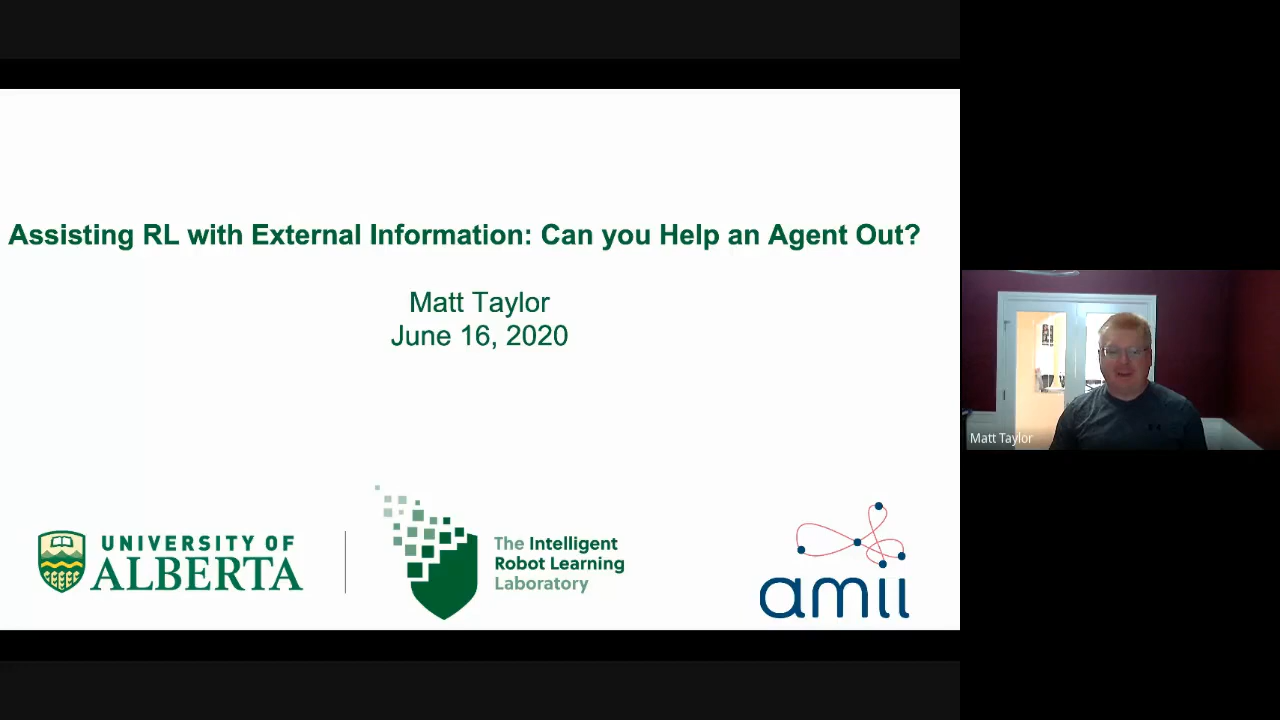 Assisting RL with External Information: Can you Help an Agent Out?
Matt Taylor
June 16, 2020
UNIVERSITY OF
ALBERTA
The Intelligent
Robot Learning
Laboratory
amii
Matt Taylor